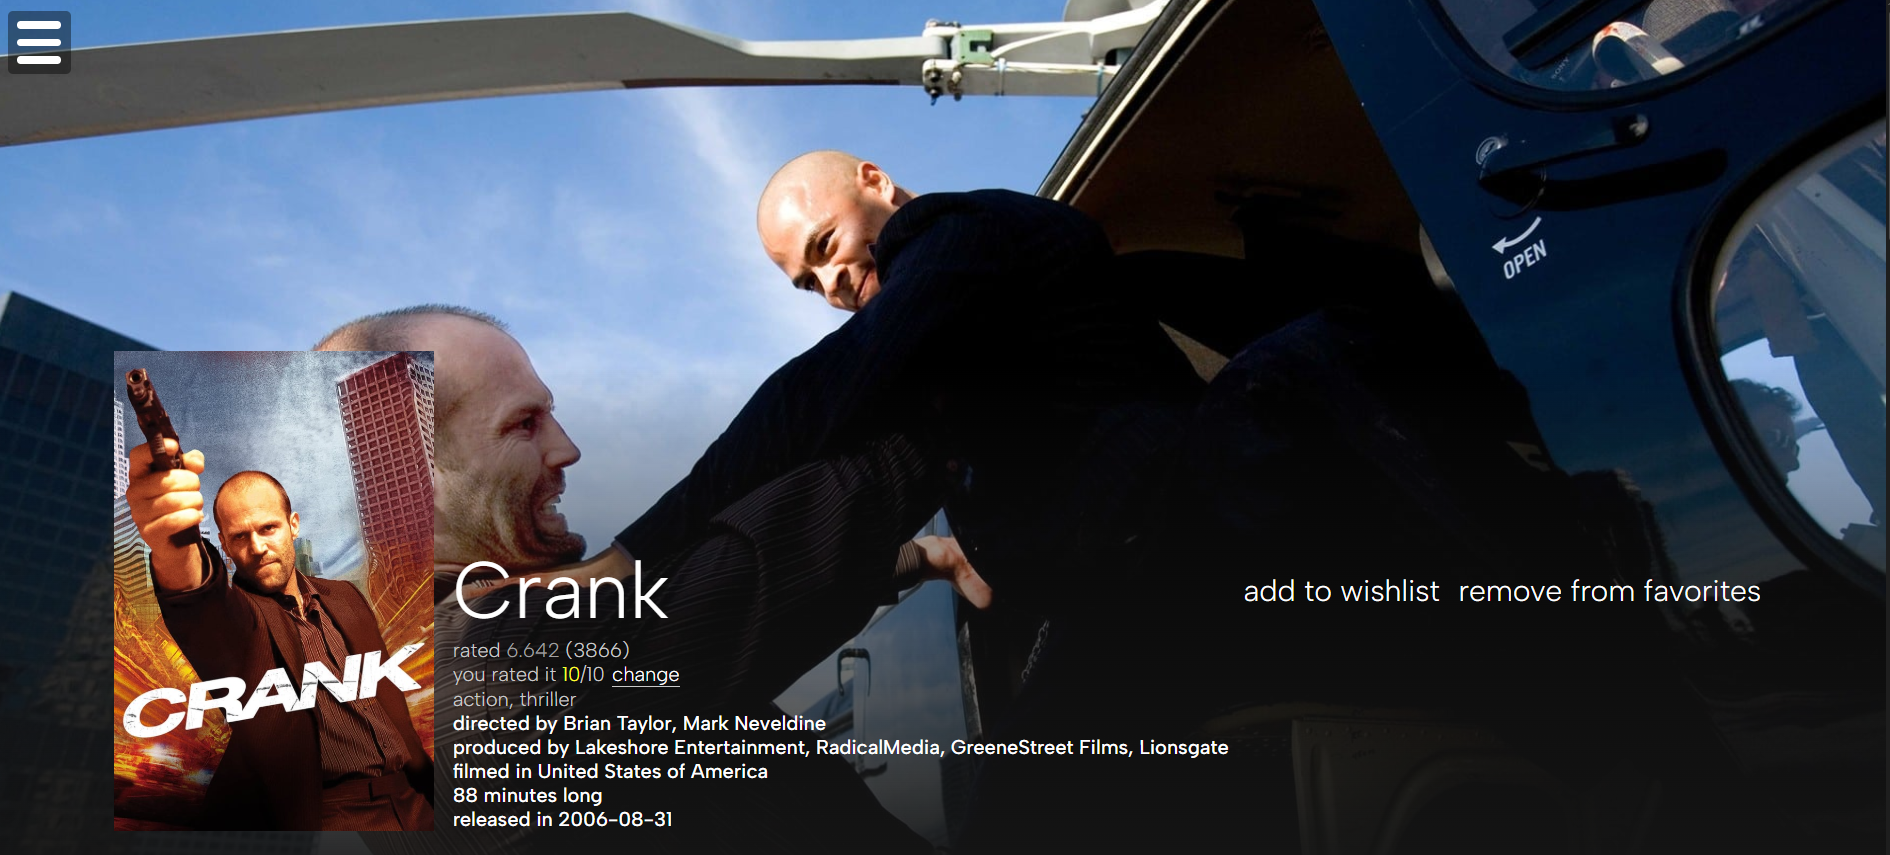 SONY
OPEN
CRANK
Crank
add to wishlist remove from favorites
rated 6.642 (3866)
you rated it 10/10 change
action, thriller
directed by Brian Taylor, Mark Neveldine
produced by Lakeshore Entertainment, RadicalMedia, GreeneStreet Films, Lionsgate
filmed in United States of America
88 minutes long
released in 2006-08-31